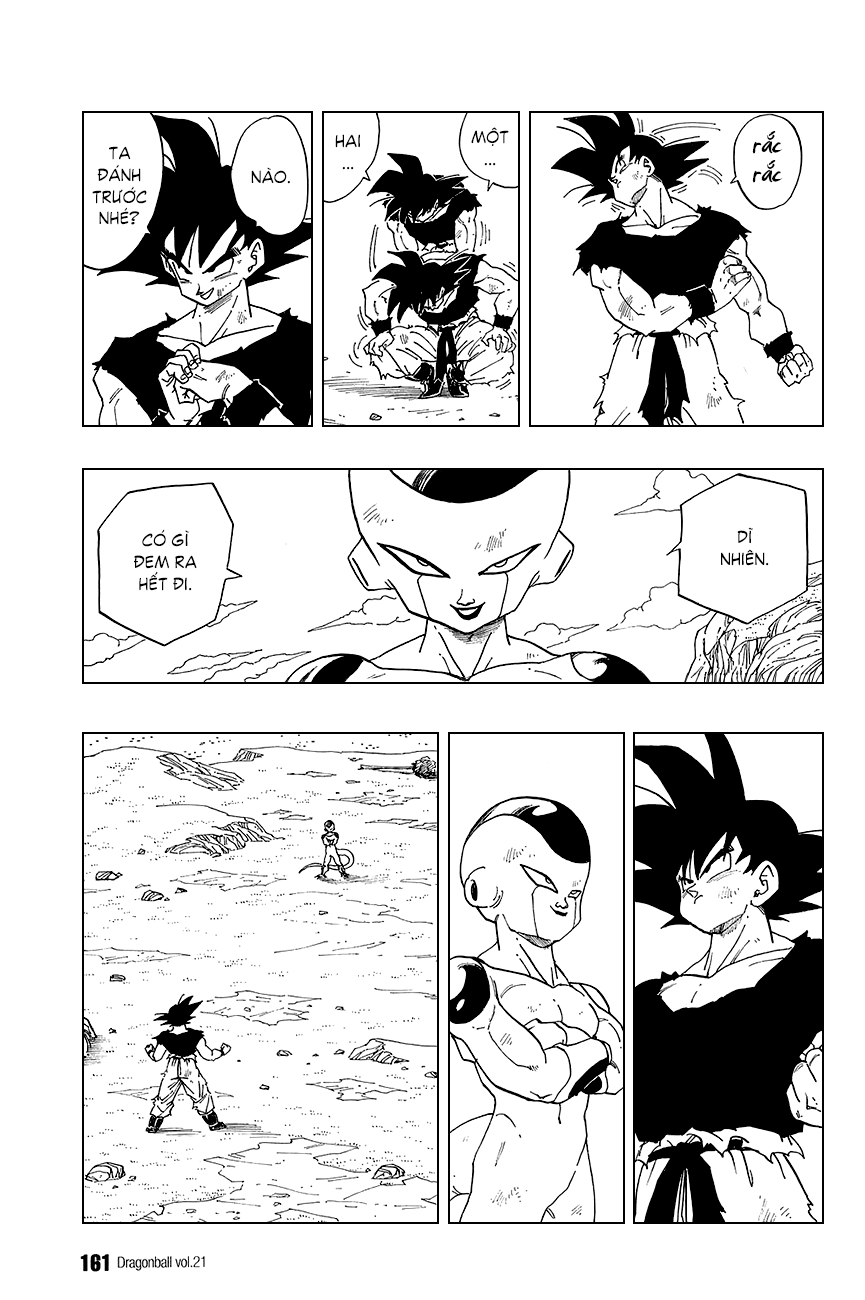 rắc
rắc
MỘT
...
HAI
...
NÀO.
TA
ĐÁNH
TRƯỚC
NHÉ?
DĨ
NHIÊN.
CÓ GÌ
ĐEM RA
HẾT ĐI.
161 Dragonball vol.21